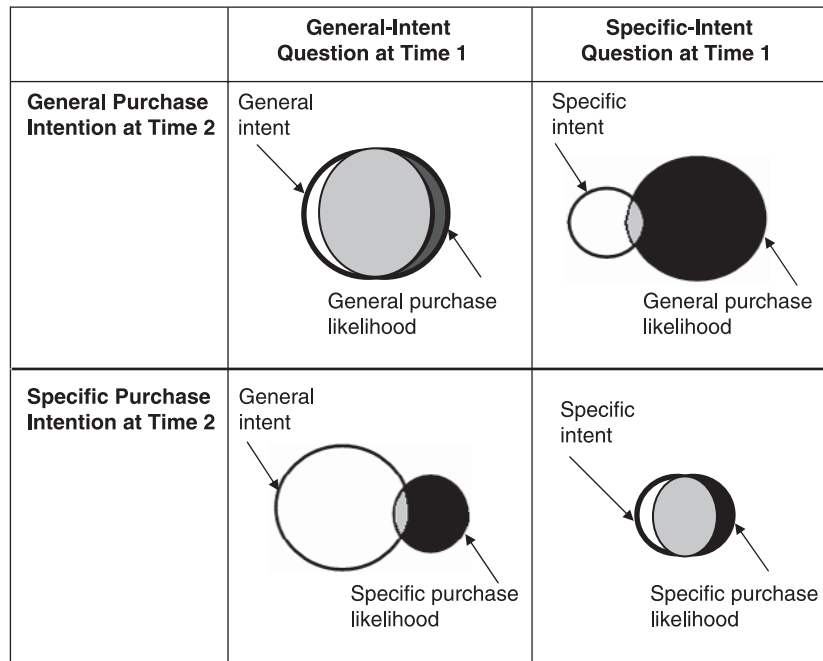 General-Intent
Question at Time 1
Specific-Intent
Question at Time 1
General Purchase
Intention at Time 2
General
intent
General purchase
likelihood
Specific
intent
General purchase
likelihood
Specific Purchase
Intention at Time 2
General
intent
Specific purchase
likelihood
Specific
intent
Specific purchase
likelihood